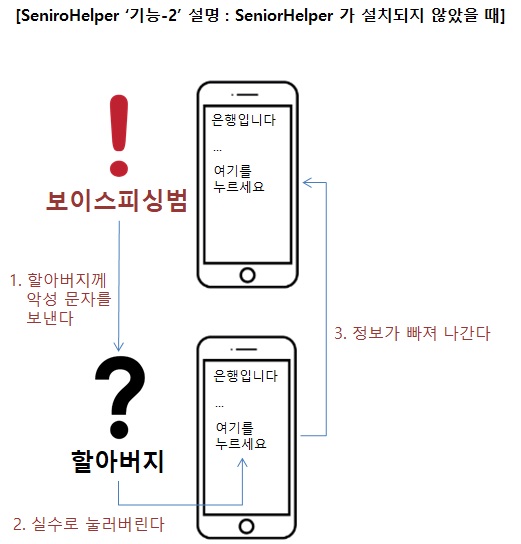 [SeniroHelper ‘기능-2’ 설명 : SeniorHelper 가 설치되지 않았을 때]
!
보이스피싱범
은행입니다
...
여기를
누르세요
1. 할아버지께
악성 문자를
보낸다
?
할아버지
은행입니다
...
여기를
누르세요
3. 정보가 빠져 나간다
2. 실수로 눌러버린다